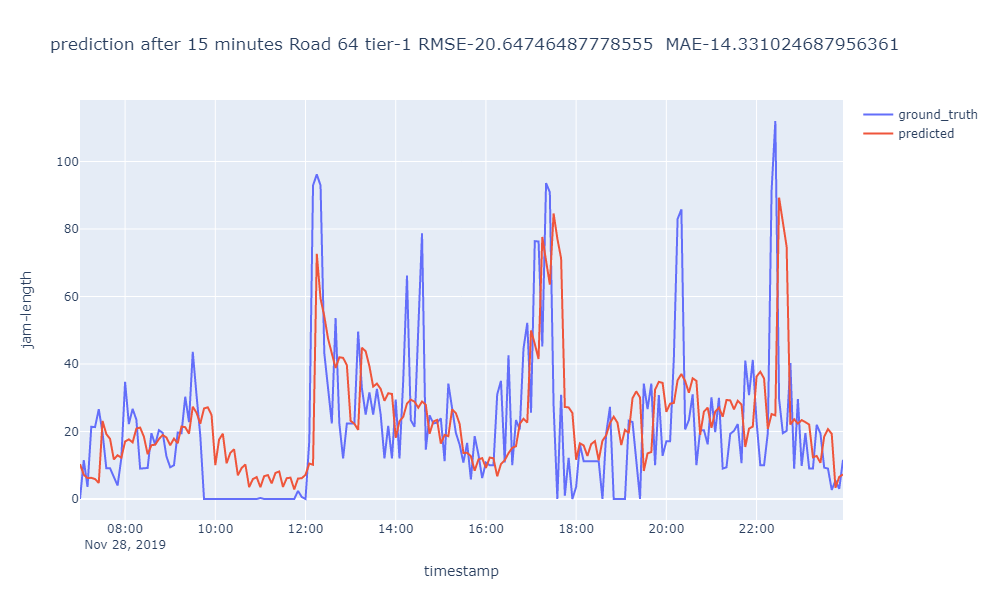 prediction after 15 minutes Road 64 tier-1 RMSE-20.64746487778555  MAE-14.331024687956361
ground_truth
predicted
100
80
60
40
20
0
jam-length
08:00 10:00 12:00 14:00 16:00 18:00 20:00 22:00
Nov 28, 2019
timestamp